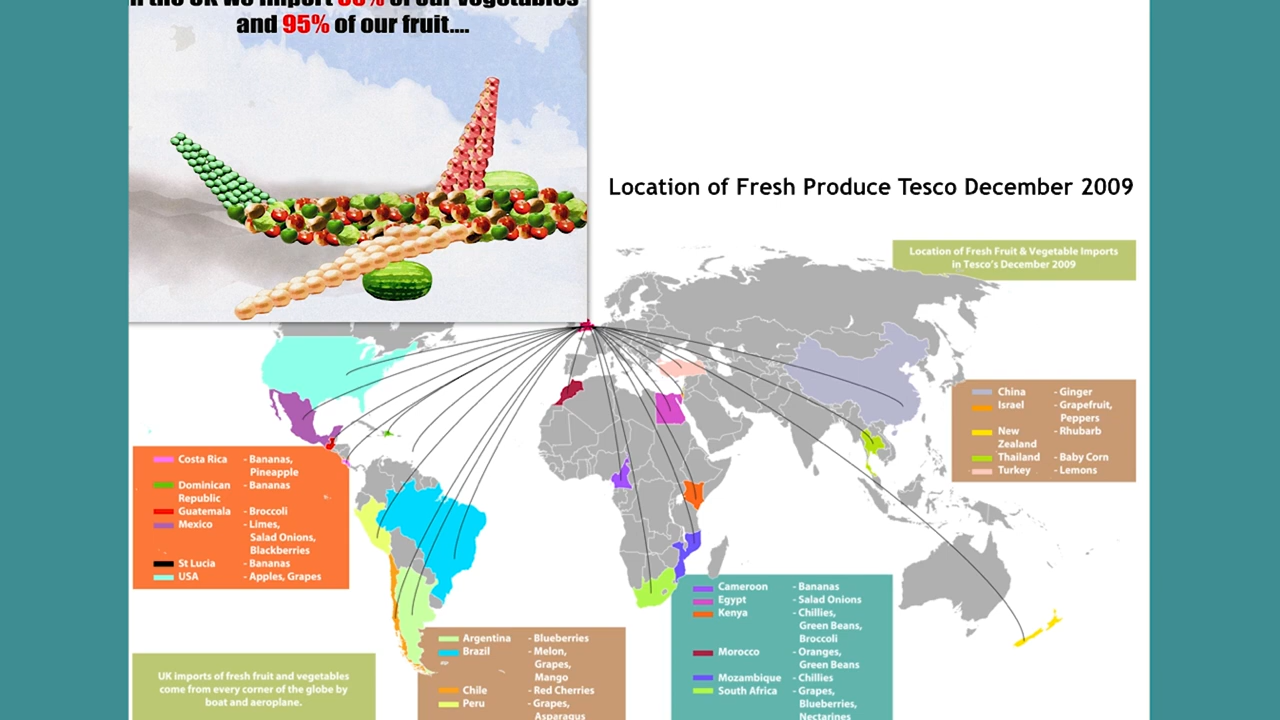 and 95% of our fruit....
Location of Fresh Produce Tesco December 2009
Location of Fresh Fruit & Vegetable Imports
in Tesco's December 2009
China - Ginger
Israel - Grapefruit,
Peppers
New - Rhubarb
Zealand
Thailand - Baby Corn
Turkey - Lemons
Costa Rica - Bananas,
Pineapple
Dominican - Bananas
Republic
Guatemala - Broccoli
Mexico - Limes,
Salad Onions,
Blackberries
St Lucia - Bananas
USA - Apples, Grapes
Cameroon - Bananas
Egypt - Salad Onions
Kenya - Chillies,
Green Beans,
Broccoli
Morocco - Oranges,
Green Beans
Mozambique - Chillies
South Africa - Grapes,
Blueberries,
Nectarines
Argentina - Blueberries
Brazil - Melon,
Grapes,
Mango
Chile - Red Cherries
Peru - Grapes,
Asparagus
UK imports of fresh fruit and vegetables
come from every corner of the globe by
boat and aeroplane.